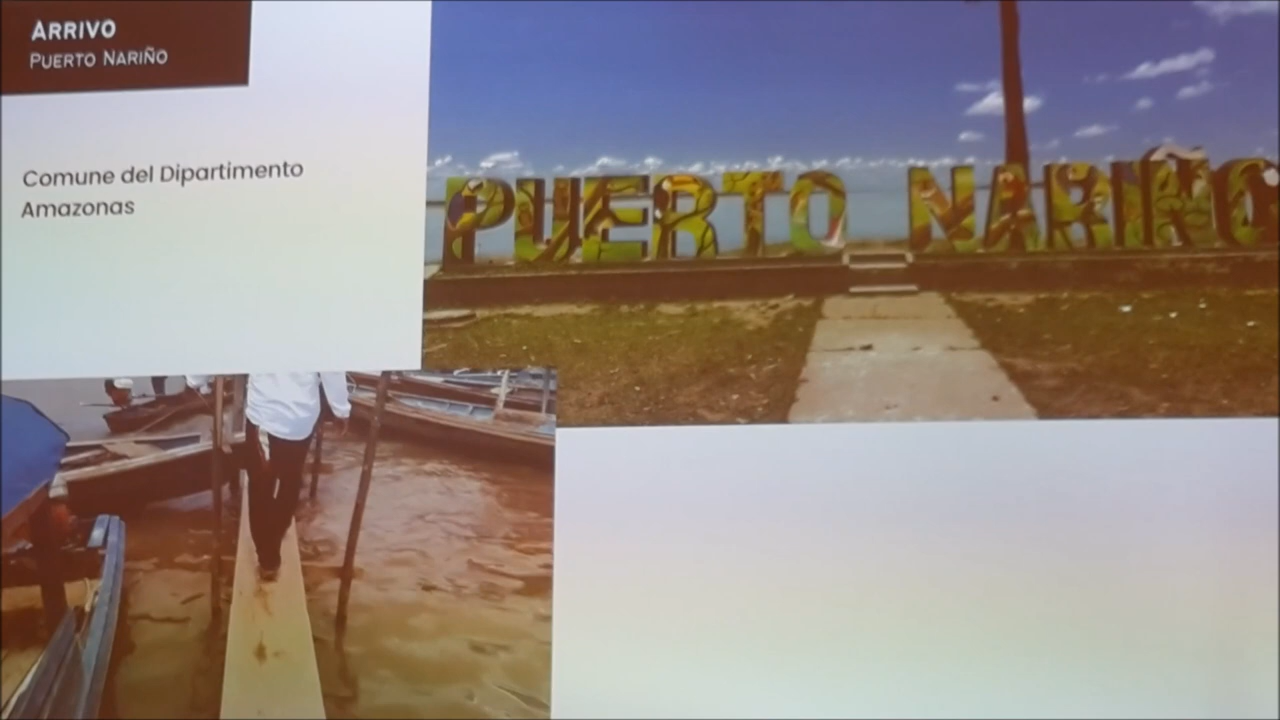 ARRIVO
PUERTO NARIÑO
Comune del Dipartimento
Amazonas
PUERTO NARIÑO